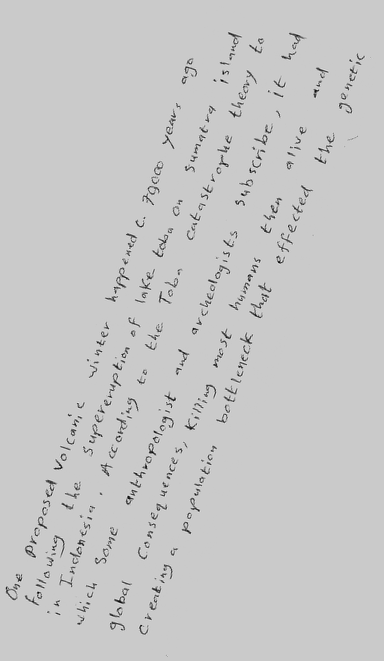 One proposed volcanic winter happened c. 70000 years ago
following the supereruption of lake toba on sumatra island
in Indonesia. According to the Toba catastrophe theory to
which some anthropologist and archeologists subscribe, it had
global consequences, killing most humans then alive and
creating a population bottleneck that effected the genetic